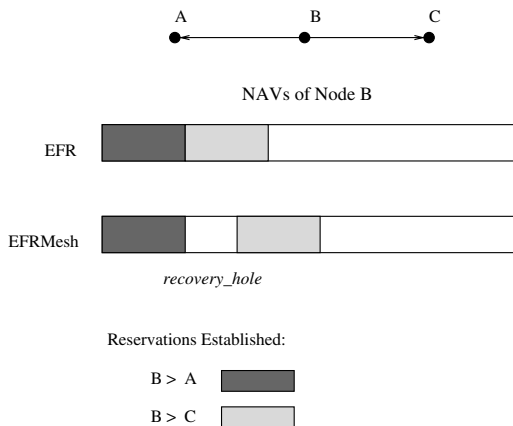 A B C
NAVs of Node B
EFR
EFRMesh
recovery_hole
Reservations Established:
B > A
B > C